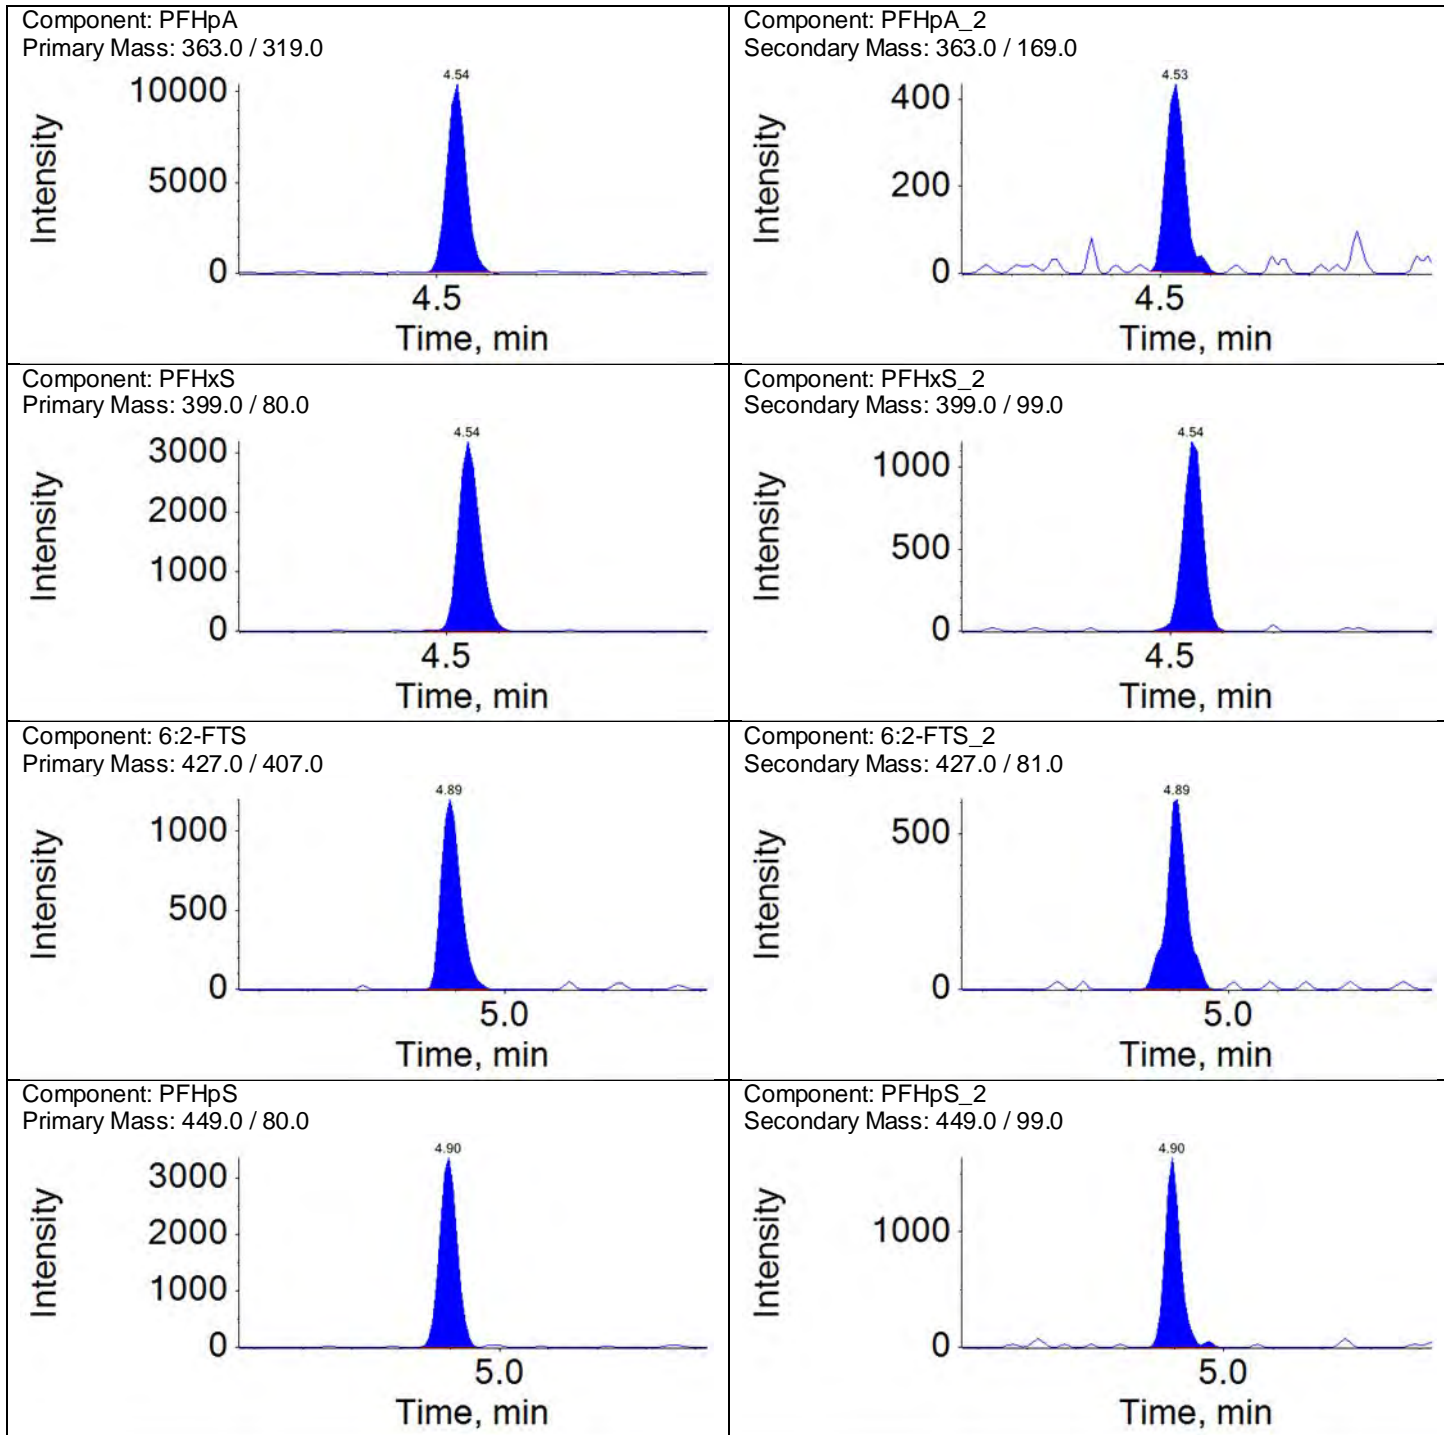 Component: PFHpA
Primary Mass: 363.0 / 319.0
4.54
10000
5000
0
Intensity
4.5
Time, min
Component: PFHpA_2
Secondary Mass: 363.0 / 169.0
4.53
400
200
0
Intensity
4.5
Time, min
Component: PFHxS
Primary Mass: 399.0 / 80.0
4.54
3000
2000
1000
0
Intensity
4.5
Time, min
Component: PFHxS_2
Secondary Mass: 399.0 / 99.0
4.54
1000
500
0
Intensity
4.5
Time, min
Component: 6:2-FTS
Primary Mass: 427.0 / 407.0
4.89
1000
500
0
Intensity
5.0
Time, min
Component: 6:2-FTS_2
Secondary Mass: 427.0 / 81.0
4.89
500
0
Intensity
5.0
Time, min
Component: PFHpS
Primary Mass: 449.0 / 80.0
4.90
3000
2000
1000
0
Intensity
5.0
Time, min
Component: PFHpS_2
Secondary Mass: 449.0 / 99.0
4.90
1000
0
Intensity
5.0
Time, min